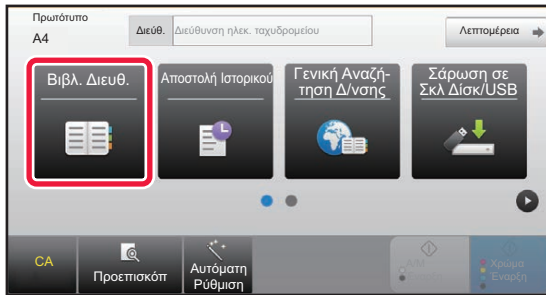 Πρωτότυπο
A4
Διεύθ.
Διεύθυνση ηλεκ. ταχυδρομείου
Λεπτομέρεια
Βιβλ. Διευθ.
Αποστολή Ιστορικού
Γενική Αναζή-
τηση Δ/νσης
Σάρωση σε
Σκλ Δίσκ/USB
CA
Προεπισκόπ
Αυτόματη
Ρύθμιση
Χρώμα
Έναρξη